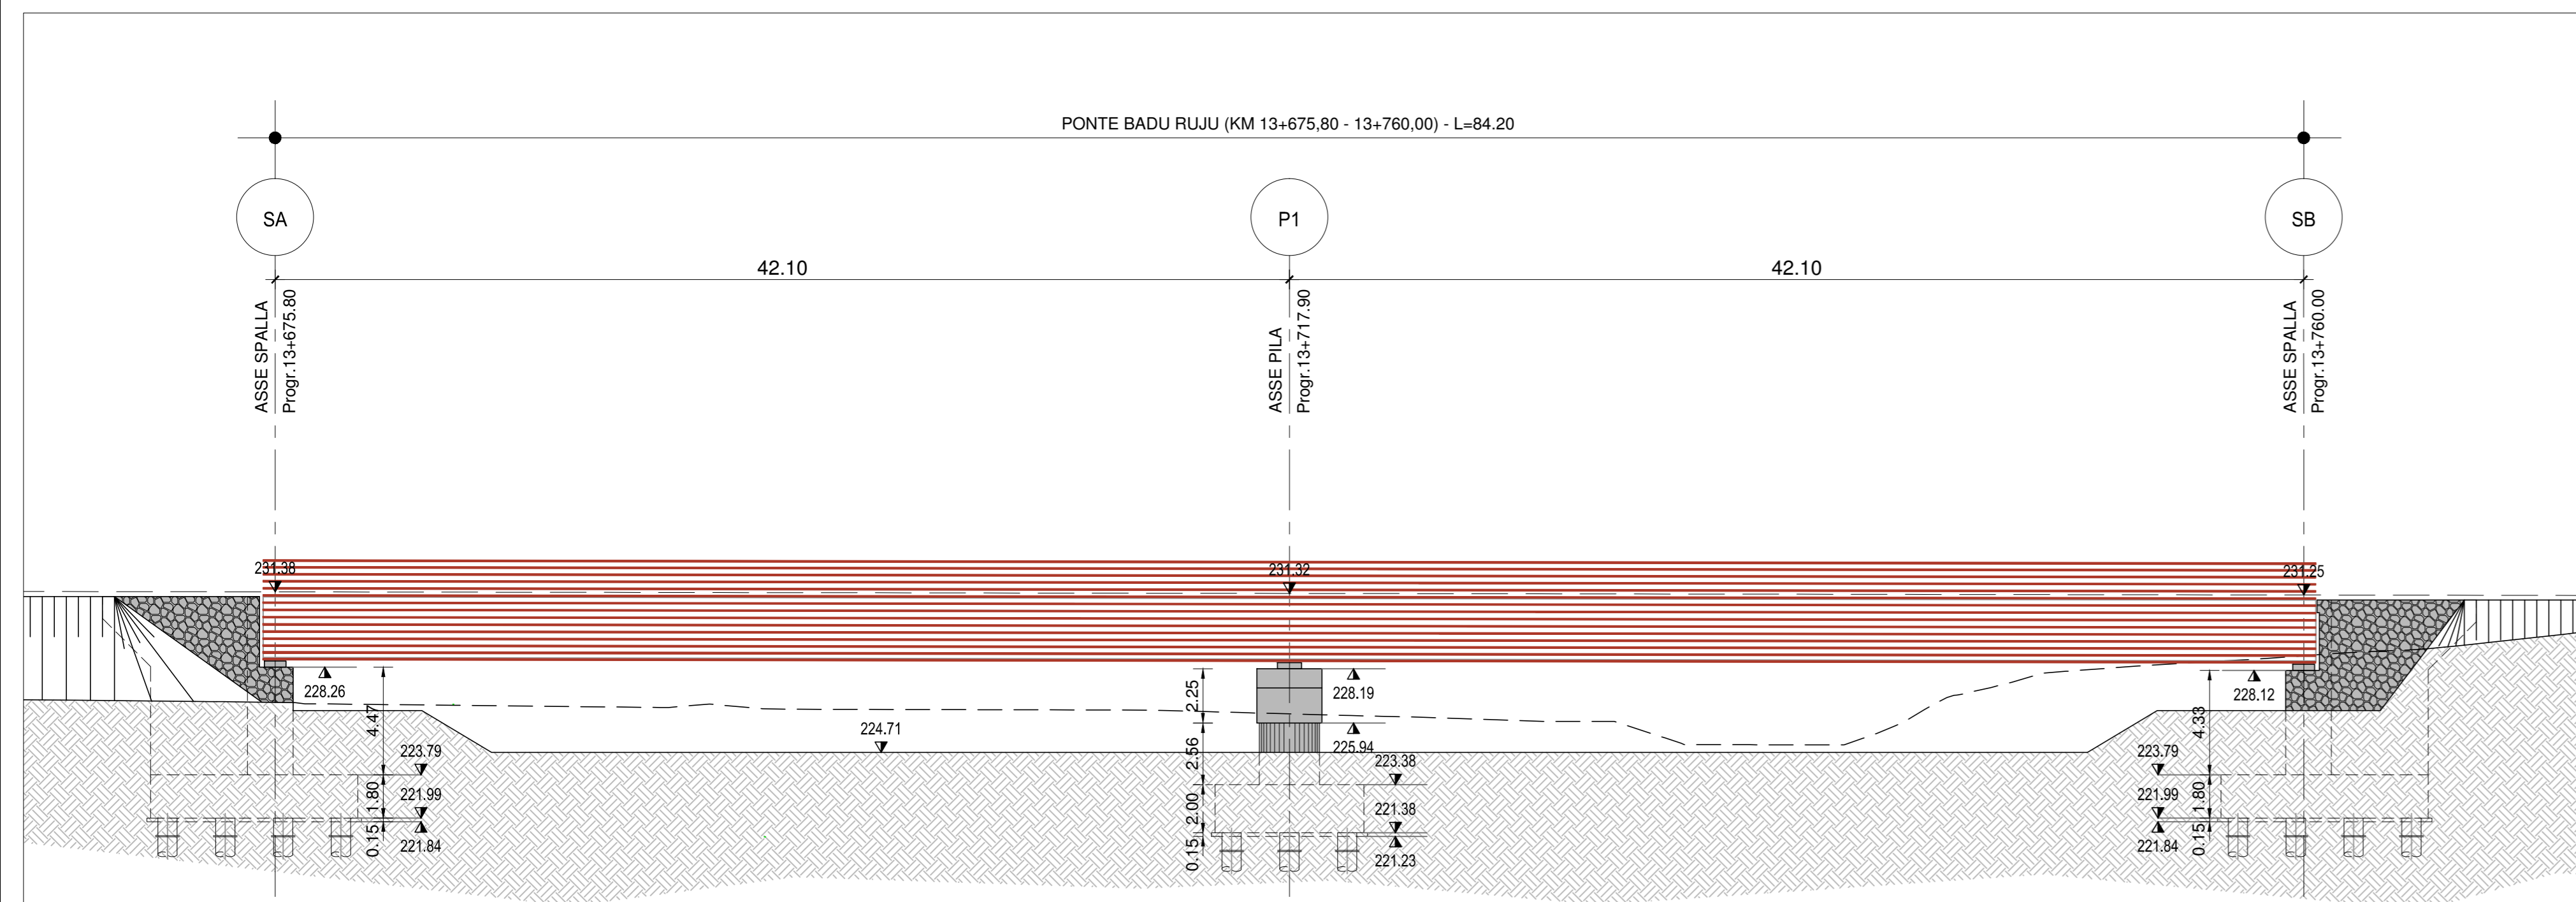 PONTE BADU RUJU (KM 13+675,80 - 13+760,00) - L=84.20
SA
P1
SB
42.10
42.10
ASSE SPALLA
Progr.13+675.80
ASSE PILA
Progr.13+717.90
ASSE SPALLA
Progr.13+760.00
231.38
231.32
231.25
228.26
4.47
223.79
1.80
221.99
0.15
221.84
224.71
2.25
228.19
2.56
225.94
223.38
2.00
221.38
0.15
221.23
228.12
4.33
223.79
1.80
221.99
0.15
221.84